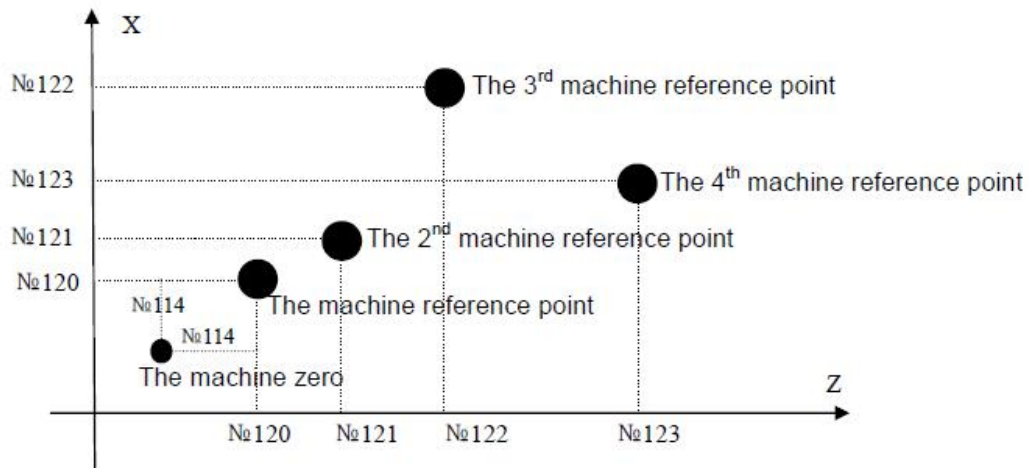 X
№122
The 3rd machine reference point
№123
The 4th machine reference point
№121
The 2nd machine reference point
№120
№114
The machine reference point
№114
The machine zero
Z
№120
№121
№122
№123